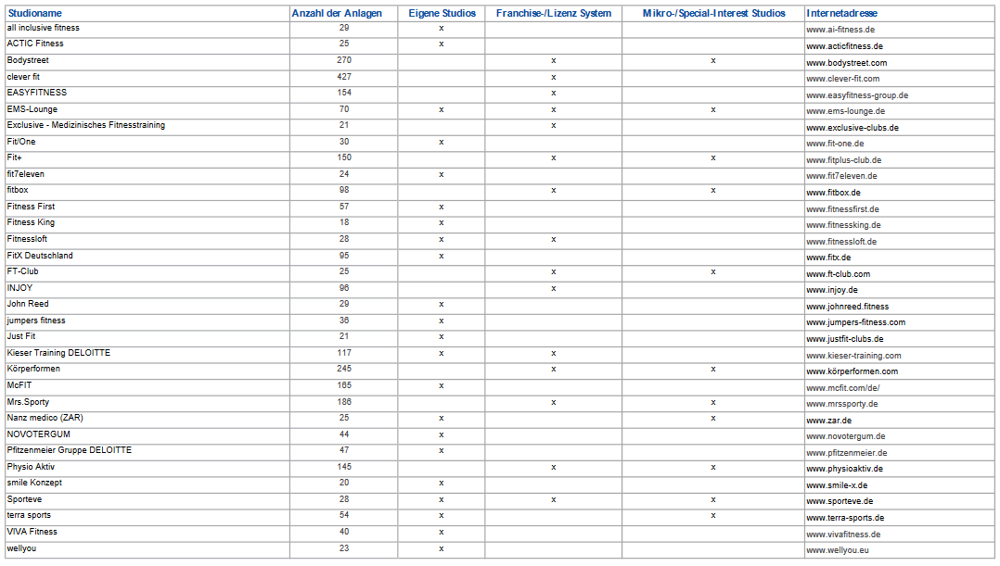 Studioname Anzahl der Anlagen Eigene Studios Franchise-/Lizenz System Mikro-/Special-Interest Studios Internetadresse
all inclusive fitness 29 x www.ai-fitness.de
ACTIC Fitness 25 x www.acticfitness.de
Bodystreet 270 x x www.bodystreet.com
clever fit 427 x www.clever-fit.com
EASYFITNESS 154 x www.easyfitness-group.de
EMS-Lounge 70 x x x www.ems-lounge.de
Exclusive - Medizinisches Fitnesstraining 21 x www.exclusive-clubs.de
Fit/One 30 x www.fit-one.de
Fit+ 150 x x www.fitplus-club.de
fit7eleven 24 x www.fit7eleven.de
fitbox 98 x x www.fitbox.de
Fitness First 57 x www.fitnessfirst.de
Fitness King 18 x www.fitnessking.de
Fitnessloft 28 x x www.fitnessloft.de
FitX Deutschland 95 x www.fitx.de
FT-Club 25 x x www.ft-club.com
INJOY 96 x www.injoy.de
John Reed 29 x www.johnreed.fitness
jumpers fitness 36 x www.jumpers-fitness.com
Just Fit 21 x www.justfit-clubs.de
Kieser Training DELOITTE 117 x x www.kieser-training.com
Körperformen 245 x x www.körperformen.com
McFIT 165 x www.mcfit.com/de/
Mrs.Sporty 186 x x www.mrssporty.de
Nanz medico (ZAR) 25 x x www.zar.de
NOVOTERGUM 44 x www.novotergum.de
Pfitzenmeier Gruppe DELOITTE 47 x www.pfitzenmeier.de
Physio Aktiv 145 x x www.physioaktiv.de
smile Konzept 20 x www.smile-x.de
Sporteve 28 x x x www.sporteve.de
terra sports 54 x x www.terra-sports.de
VIVA Fitness 40 x www.vivafitness.de
wellyou 23 x www.wellyou.eu